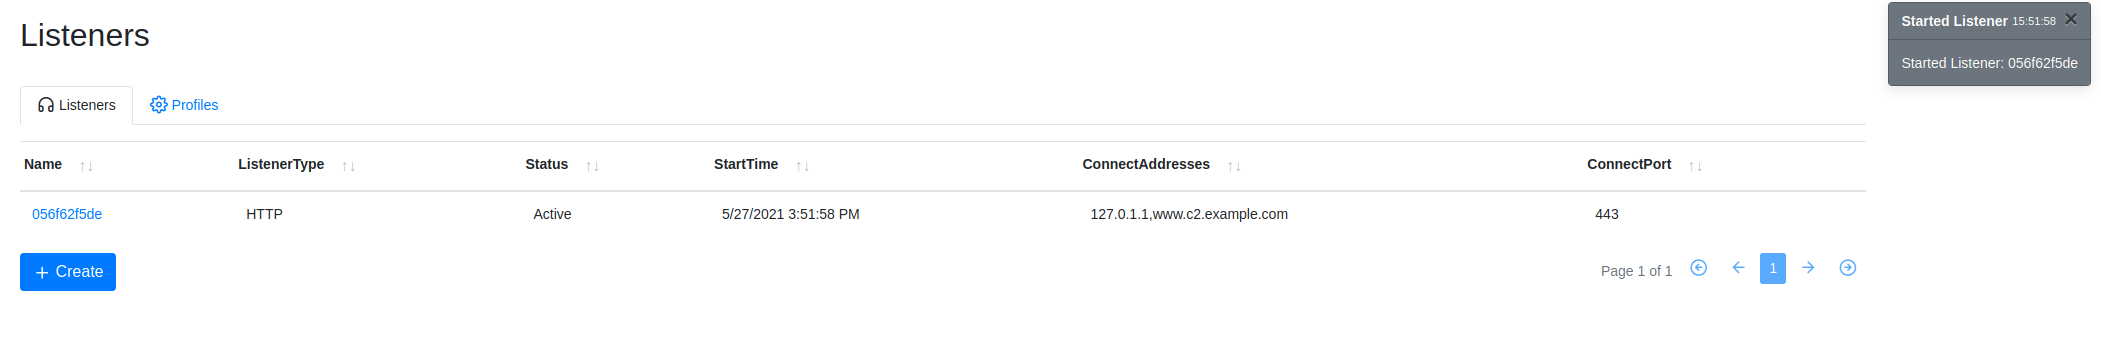 Listeners
Started Listener 15:51:58
Started Listener: 056f62f5de
Listeners Profiles
Name ListenerType Status StartTime ConnectAddresses ConnectPort
056f62f5de HTTP Active 5/27/2021 3:51:58 PM 127.0.1.1,www.c2.example.com 443
Create
Page 1 of 1 1